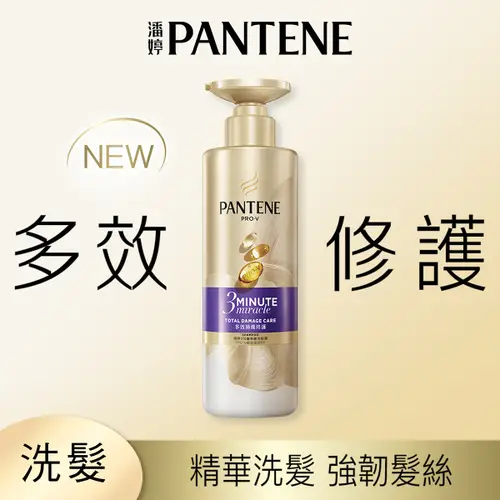 潘婷 PANTENE
NEW
多效 修護
PANTENE
PRO-V
3 MINUTE
miracle
TOTAL DAMAGE CARE
多效損傷修護
SHAMPOO
洗髮 精華洗髮 強韌髮絲